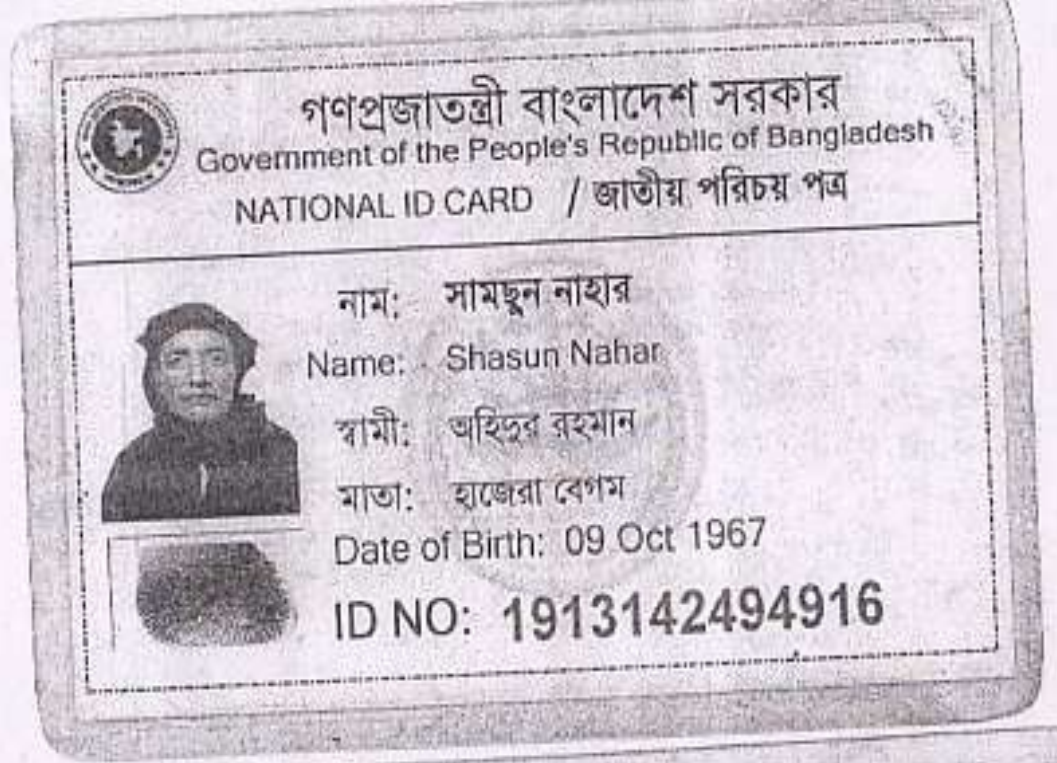 গণপ্রজাতন্ত্রী বাংলাদেশ সরকার
Government of the People's Republic of Bangladesh
NATIONAL ID CARD / জাতীয় পরিচয় পত্র
নাম: সামছুন নাহার
Name: Shasun Nahar
স্বামী: অহিদুর রহমান
মাতা: হাজেরা বেগম
Date of Birth: 09 Oct 1967
ID NO: 1913142494916